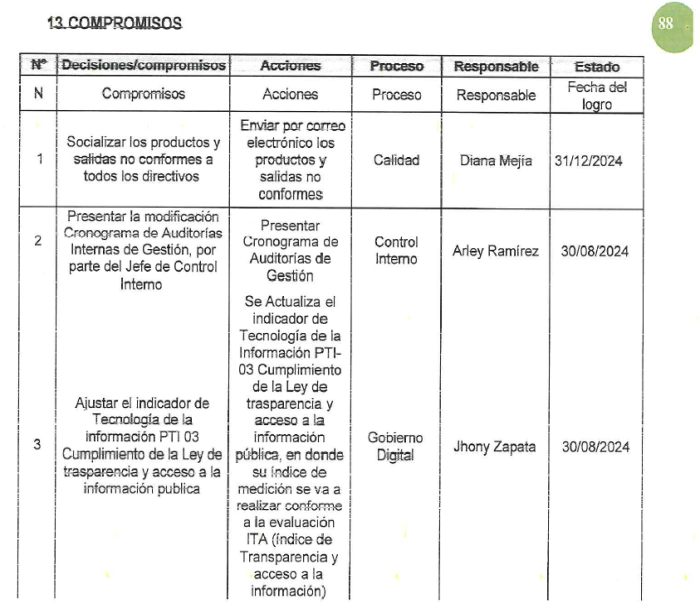 13. COMPROMISOS
88
N° Decisiones/compromisos Acciones Proceso Responsable Estado
N Compromisos Acciones Proceso Responsable Fecha del
logro
1
Socializar los productos y
salidas no conformes a
todos los directivos
Enviar por correo
electrónico los
productos y
salidas no
conformes
Calidad
Diana Mejía
31/12/2024
2
Presentar la modificación
Cronograma de Auditorías
Internas de Gestión, por
parte del Jefe de Control
Interno
Presentar
Cronograma de
Auditorías de
Gestión
Control
Interno
Arley Ramírez
30/08/2024
3
Ajustar el indicador de
Tecnología de la
información PTI 03
Cumplimiento de la Ley de
trasparencia y acceso a la
información publica
Se Actualiza el
indicador de
Tecnología de la
Información PTI-
03 Cumplimiento
de la Ley de
trasparencia y
acceso a la
información
pública, en donde
su índice de
medición se va a
realizar conforme
a la evaluación
ITA (índice de
Transparencia y
acceso a la
información)
Gobierno
Digital
Jhony Zapata
30/08/2024